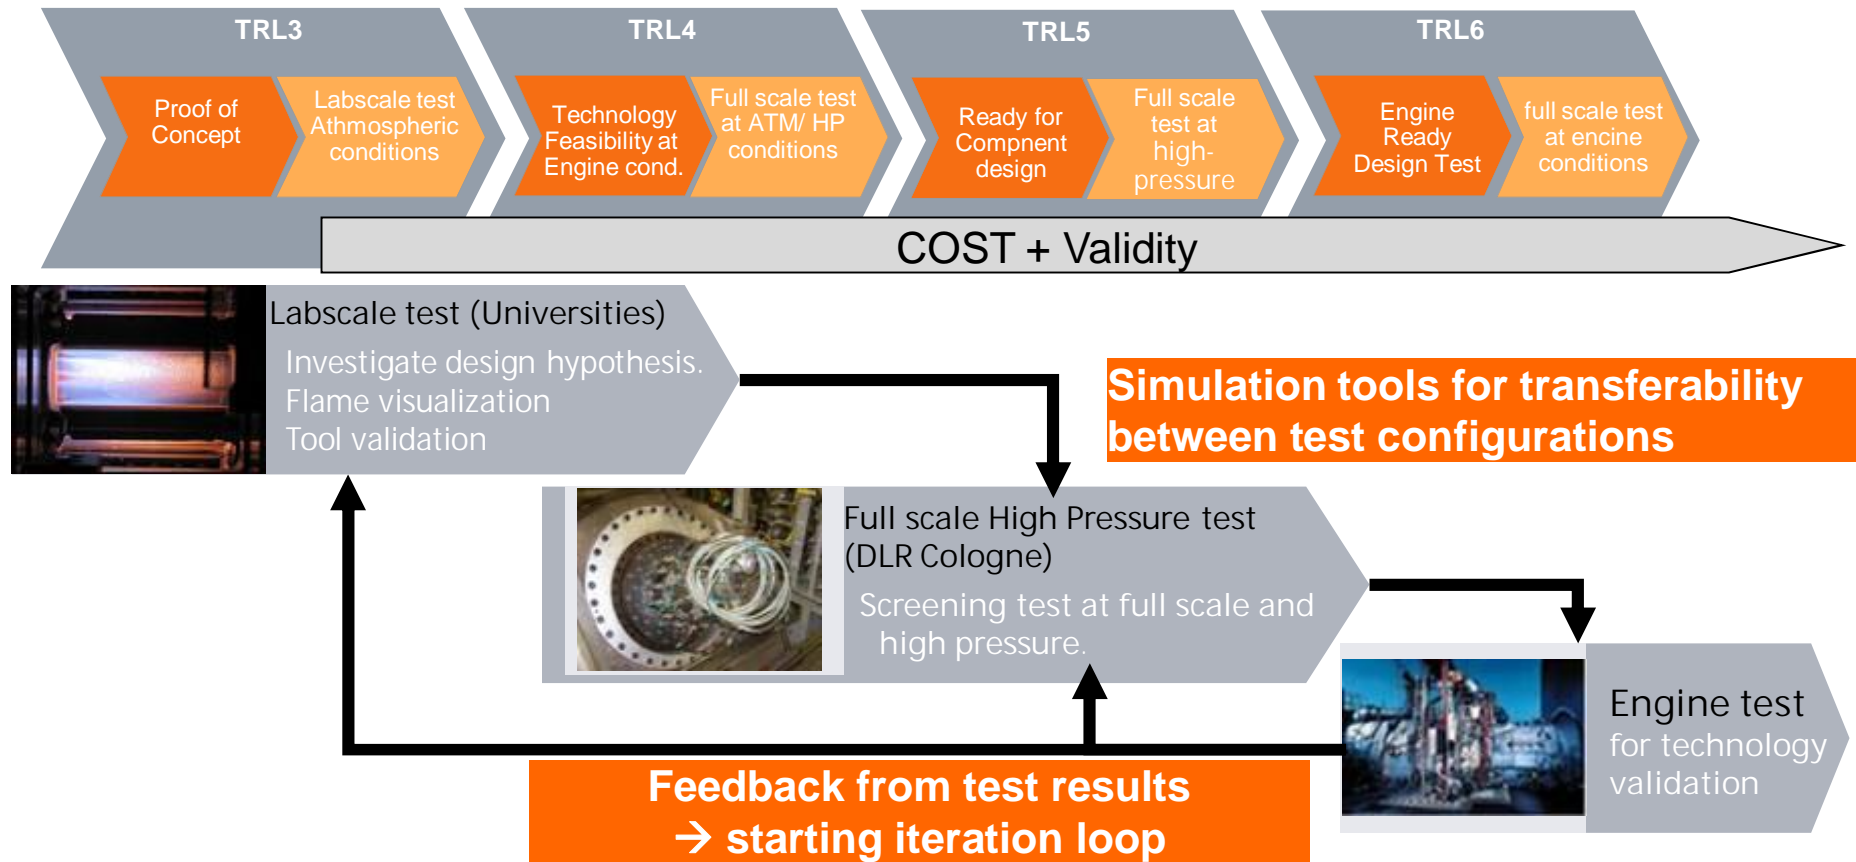 TRL3
Proof of
Concept
Labscale test
Athmospheric
conditions
TRL4
Technology
Feasibility at
Engine cond.
Full scale test
at ATM/ HP
conditions
TRL5
Ready for
Compnent
design
Full scale
test at
high-
pressure
TRL6
Engine
Ready
Design Test
full scale test
at encine
conditions
COST + Validity
Labscale test (Universities)
Investigate design hypothesis.
Flame visualization
Tool validation
Simulation tools for transferability
between test configurations
Full scale High Pressure test
(DLR Cologne)
Screening test at full scale and
high pressure.
Engine test
for technology
validation
Feedback from test results
→ starting iteration loop